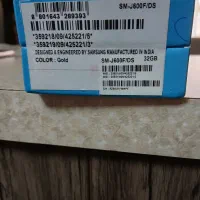 SM-J600F/DS
8 801643 289393
"359218/09/425221/5"
"359219/09/425221/3"
DESIGNED & ENGINEERED BY SAMSUNG MANUFACTURED IN INDIA
COLOR : Gold
SM-J600F/DS
32GB